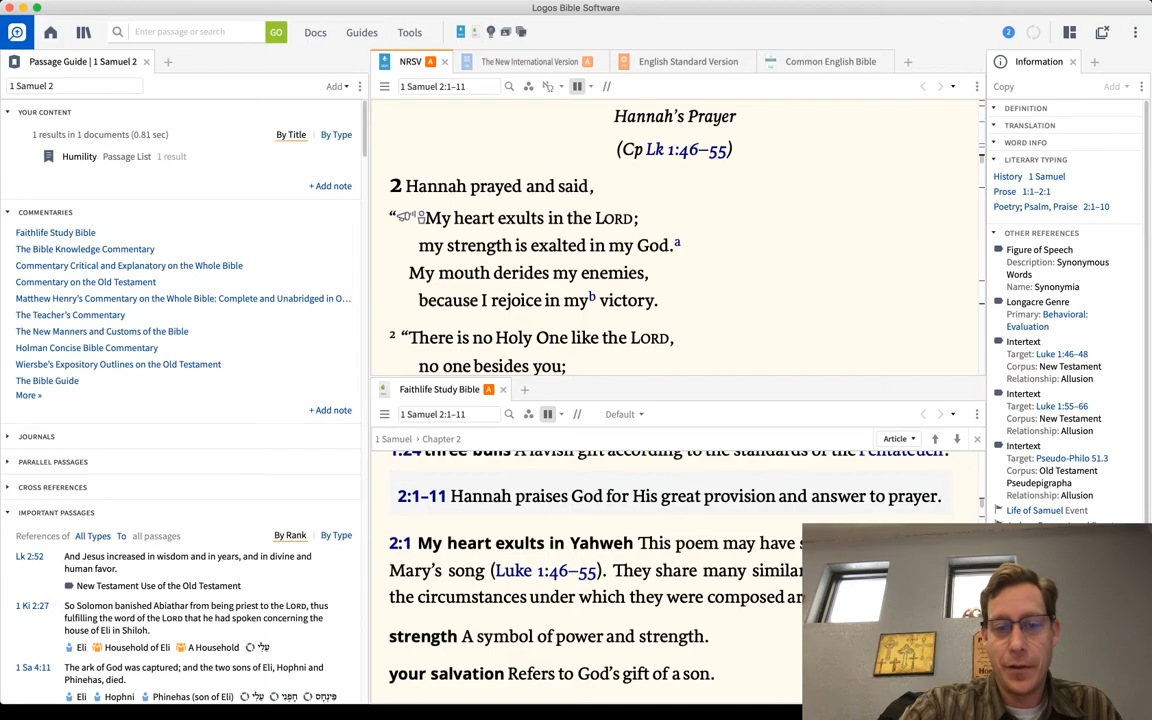 Logos Bible Software
Enter passage or search
GO
Docs
Guides
Tools
2
Passage Guide | 1 Samuel 2
1 Samuel 2
Add
YOUR CONTENT
1 results in 1 documents (0.81 sec)
By Title
By Type
Humility Passage List 1 result
+ Add note
COMMENTARIES
Faithlife Study Bible
The Bible Knowledge Commentary
Commentary Critical and Explanatory on the Whole Bible
Commentary on the Old Testament
Matthew Henry's Commentary on the Whole Bible: Complete and Unabridged in O...
The Teacher's Commentary
The New Manners and Customs of the Bible
Holman Concise Bible Commentary
Wiersbe's Expository Outlines on the Old Testament
The Bible Guide
More »
+ Add note
JOURNALS
PARALLEL PASSAGES
CROSS REFERENCES
IMPORTANT PASSAGES
References of All Types To all passages By Rank By Type
Lk 2:52 And Jesus increased in wisdom and in years, and in divine and
human favor.
New Testament Use of the Old Testament
1 Ki 2:27 So Solomon banished Abiathar from being priest to the LORD, thus
fulfilling the word of the LORD that he had spoken concerning the
house of Eli in Shiloh.
Eli Household of Eli A Household עֵלִי
1 Sa 4:11 The ark of God was captured; and the two sons of Eli, Hophni and
Phinehas, died.
Eli Hophni Phinehas (son of Eli) עֵלִי חָפְנִי פִּינְחָס
NRSV A
The New International Version A
English Standard Version
Common English Bible
1 Samuel 2:1–11
Hannah's Prayer
(Cp Lk 1:46–55)
2 Hannah prayed and said,
“My heart exults in the LORD;
my strength is exalted in my God.a
My mouth derides my enemies,
because I rejoice in myb victory.
2 “There is no Holy One like the LORD,
no one besides you;
Faithlife Study Bible A
1 Samuel 2:1–11
Default
1 Samuel › Chapter 2
Article
1:24 three bulls A lavish gift according to the standards of the Pentateuch.
2:1–11 Hannah praises God for His great provision and answer to prayer.
2:1 My heart exults in Yahweh This poem may have s
Mary's song (Luke 1:46–55). They share many similar
the circumstances under which they were composed ar
strength A symbol of power and strength.
your salvation Refers to God's gift of a son.
Information
Copy
Add
DEFINITION
TRANSLATION
WORD INFO
LITERARY TYPING
History 1 Samuel
Prose 1:1–2:1
Poetry; Psalm, Praise 2:1–10
OTHER REFERENCES
Figure of Speech
Description: Synonymous
Words
Name: Synonymia
Longacre Genre
Primary: Behavioral:
Evaluation
Intertext
Target: Luke 1:46–48
Corpus: New Testament
Relationship: Allusion
Intertext
Target: Luke 1:55–66
Corpus: New Testament
Relationship: Allusion
Intertext
Target: Pseudo-Philo 51.3
Corpus: Old Testament
Pseudepigrapha
Relationship: Allusion
Life of Samuel Event